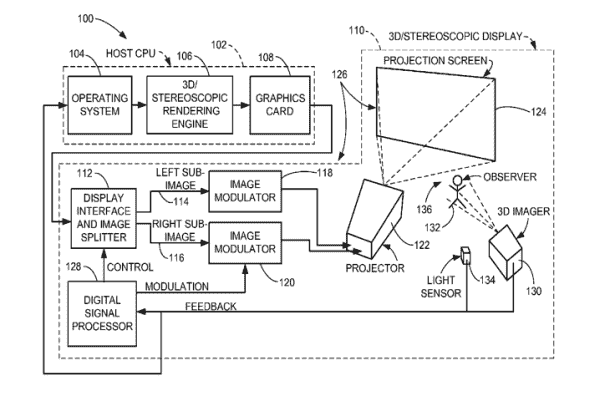 100
HOST CPU
102
104
OPERATING
SYSTEM
106
3D/
STEREOSCOPIC
RENDERING
ENGINE
108
GRAPHICS
CARD
110
3D/STEREOSCOPIC DISPLAY
PROJECTION SCREEN
126
124
112
DISPLAY
INTERFACE
AND IMAGE
SPLITTER
LEFT SUB-
IMAGE
114
118
IMAGE
MODULATOR
RIGHT SUB-
IMAGE
116
IMAGE
MODULATOR
120
122
PROJECTOR
OBSERVER
136
132
3D IMAGER
130
LIGHT
SENSOR
134
128
CONTROL
DIGITAL
SIGNAL
PROCESSOR
MODULATION
FEEDBACK